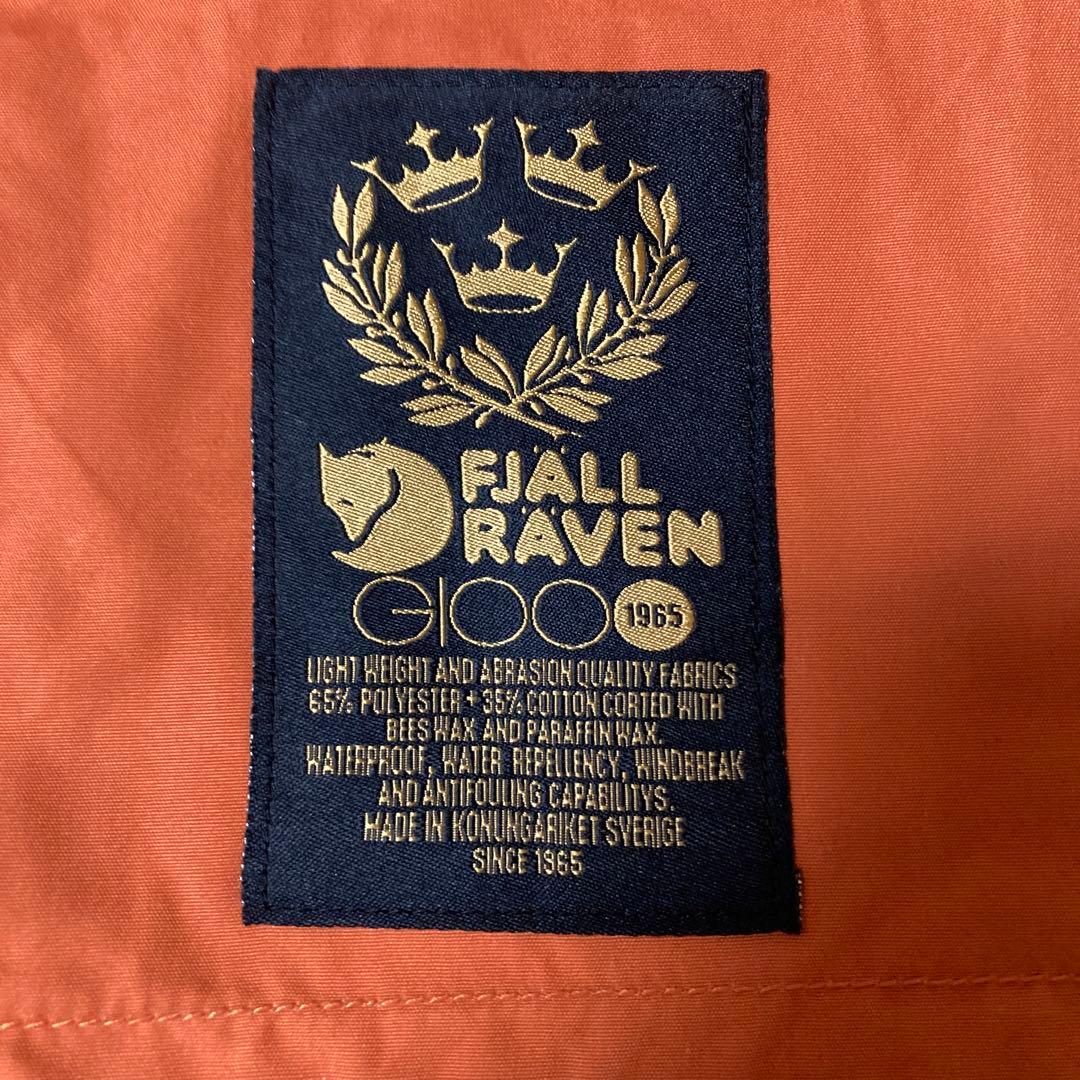 FJÄLL
RÄVEN
G1000 1965
LIGHT WEIGHT AND ABRASION QUALITY FABRICS
65% POLYESTER + 35% COTTON CORTED WITH
BEES WAX AND PARAFFIN WAX.
WATERPROOF, WATER REPELLENCY, WINDBREAK
AND ANTIFOULING CAPABILITYS.
MADE IN KONUNGARIKET SVERIGE
SINCE 1965